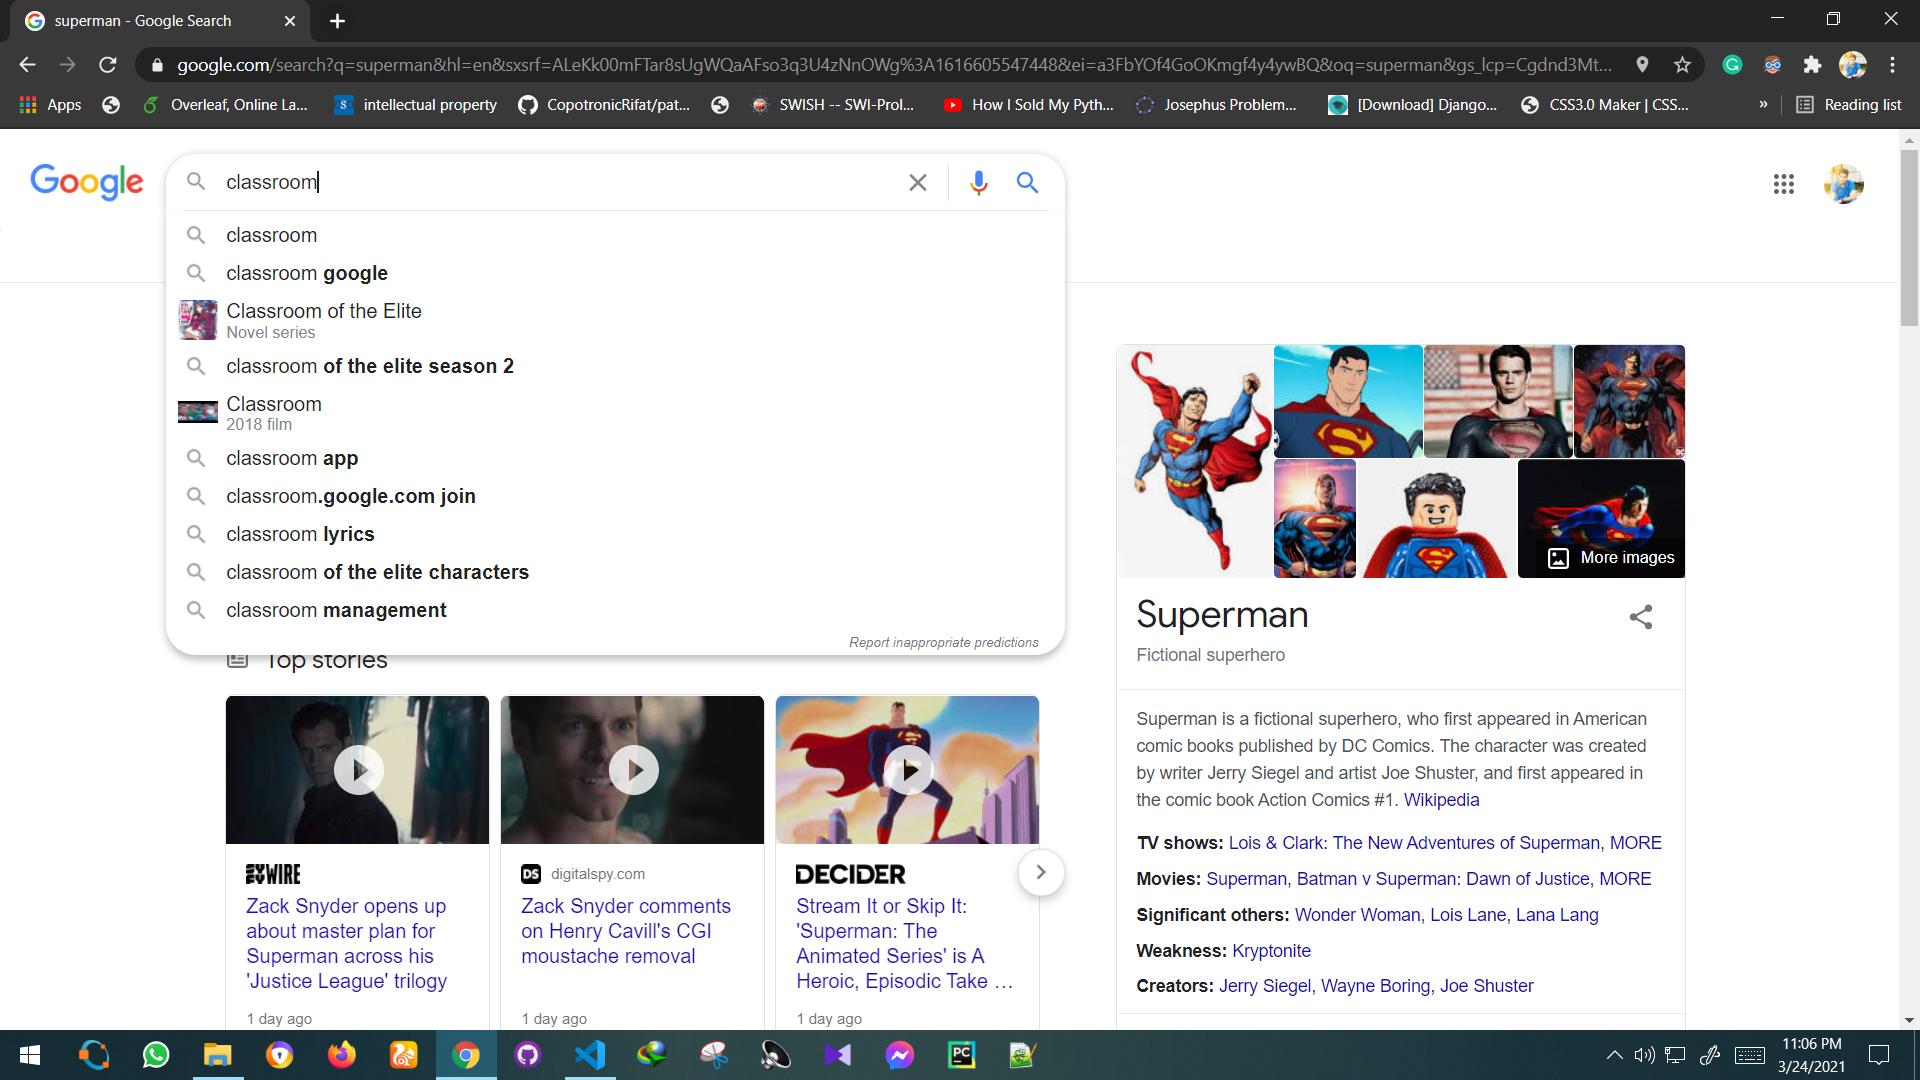 superman - Google Search
google.com/search?q=superman&hl=en&sxsrf=ALeKk00mFTar8sUgWQaAFso3q3U4zNnOWg%3A1616605547448&ei=a3FbYOf4GoOKmgf4y4ywBQ&oq=superman&gs_lcp=Cgdnd3Mt...
Apps
Overleaf, Online La...
intellectual property
CopotronicRifat/pat...
SWISH -- SWI-Prol...
How I Sold My Pyth...
Josephus Problem...
[Download] Django...
CSS3.0 Maker | CSS...
»
Reading list
Google
classroom
classroom
classroom google
Classroom of the Elite
Novel series
classroom of the elite season 2
Classroom
2018 film
classroom app
classroom.google.com join
classroom lyrics
classroom of the elite characters
classroom management
Report inappropriate predictions
Top stories
SYFY WIRE
Zack Snyder opens up
about master plan for
Superman across his
'Justice League' trilogy
1 day ago
DS digitalspy.com
Zack Snyder comments
on Henry Cavill's CGI
moustache removal
1 day ago
DECIDER
Stream It or Skip It:
'Superman: The
Animated Series' is A
Heroic, Episodic Take ...
1 day ago
More images
Superman
Fictional superhero
Superman is a fictional superhero, who first appeared in American
comic books published by DC Comics. The character was created
by writer Jerry Siegel and artist Joe Shuster, and first appeared in
the comic book Action Comics #1. Wikipedia
TV shows: Lois & Clark: The New Adventures of Superman, MORE
Movies: Superman, Batman v Superman: Dawn of Justice, MORE
Significant others: Wonder Woman, Lois Lane, Lana Lang
Weakness: Kryptonite
Creators: Jerry Siegel, Wayne Boring, Joe Shuster
PC
11:06 PM
3/24/2021